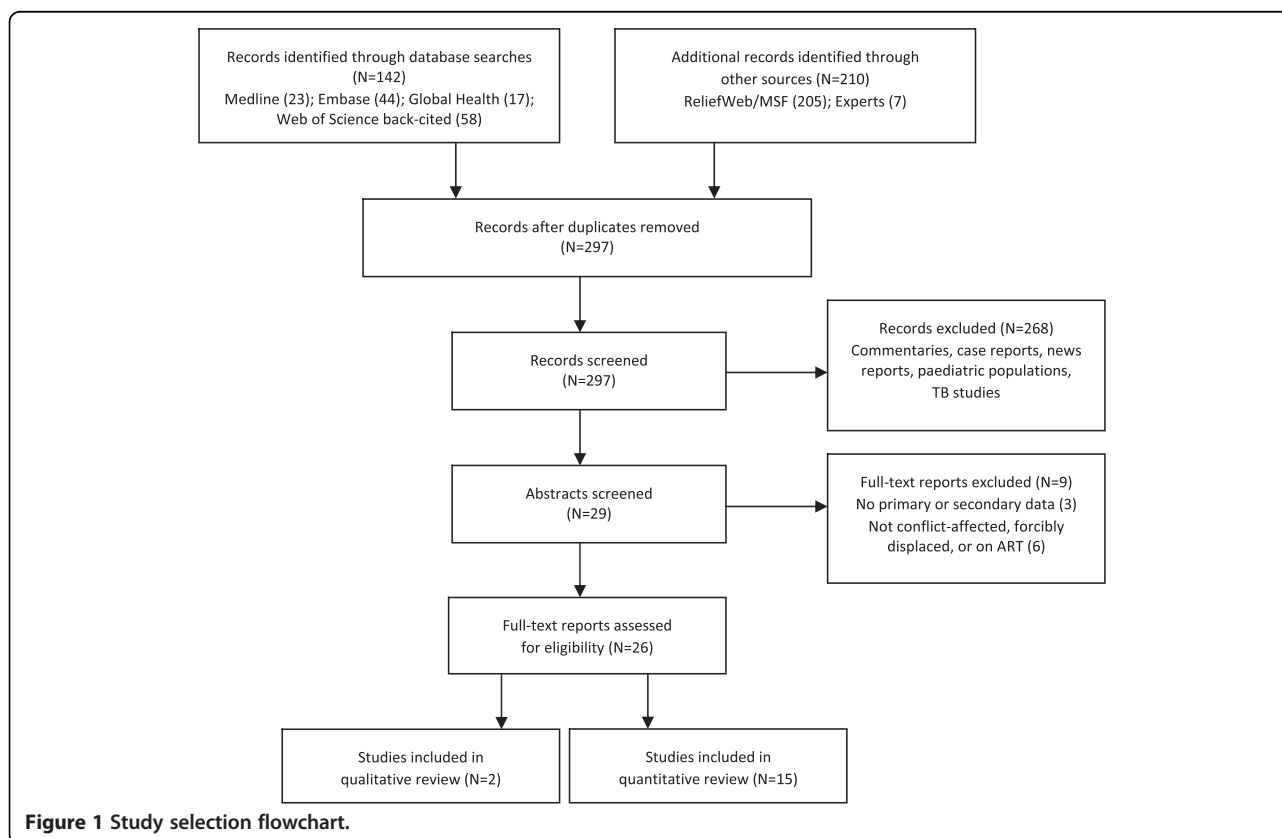 Records identified through database searches
(N=142)
Medline (23); Embase (44); Global Health (17);
Web of Science back-cited (58)
Additional records identified through
other sources (N=210)
ReliefWeb/MSF (205); Experts (7)
Records after duplicates removed
(N=297)
Records screened
(N=297)
Records excluded (N=268)
Commentaries, case reports, news
reports, paediatric populations,
TB studies
Abstracts screened
(N=29)
Full-text reports excluded (N=9)
No primary or secondary data (3)
Not conflict-affected, forcibly
displaced, or on ART (6)
Full-text reports assessed
for eligibility (N=26)
Studies included in
qualitative review (N=2)
Studies included in
quantitative review (N=15)
Figure 1 Study selection flowchart.